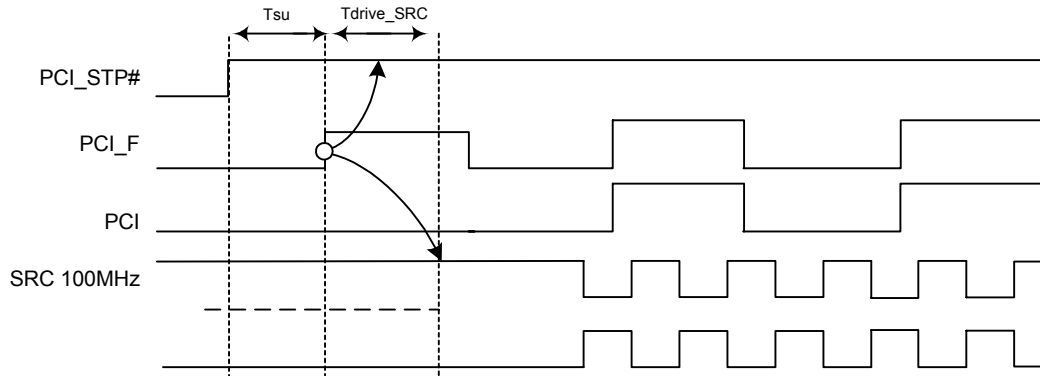 Tsu Tdrive_SRC
PCI_STP#
PCI_F
PCI
SRC 100MHz